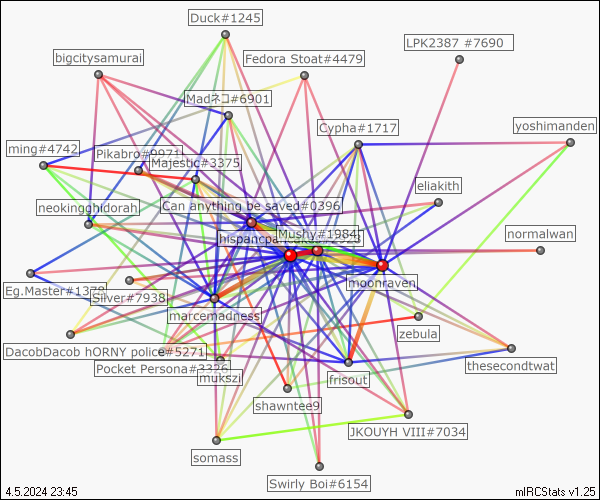 Duck#1245
LPK2387 #7690
bigcitysamurai
Fedora Stoat#4479
Madネコ#6901
Cypha#1717
yoshimanden
ming#4742
Pikabro#9971
Majestic#3375
eliakith
neokingghidorah
Can anything be saved#0396
Mushy#1984
normalwan
moonraven
Eg.Master#1378
Silver#7938
marcemadness
zebula
DacobDacob hORNY police#5271
Pocket Persona#3326
thesecondtwat
mukszi
frisout
shawntee9
JKOUYH VIII#7034
somass
Swirly Boi#6154
4.5.2024 23:45
mIRCStats v1.25